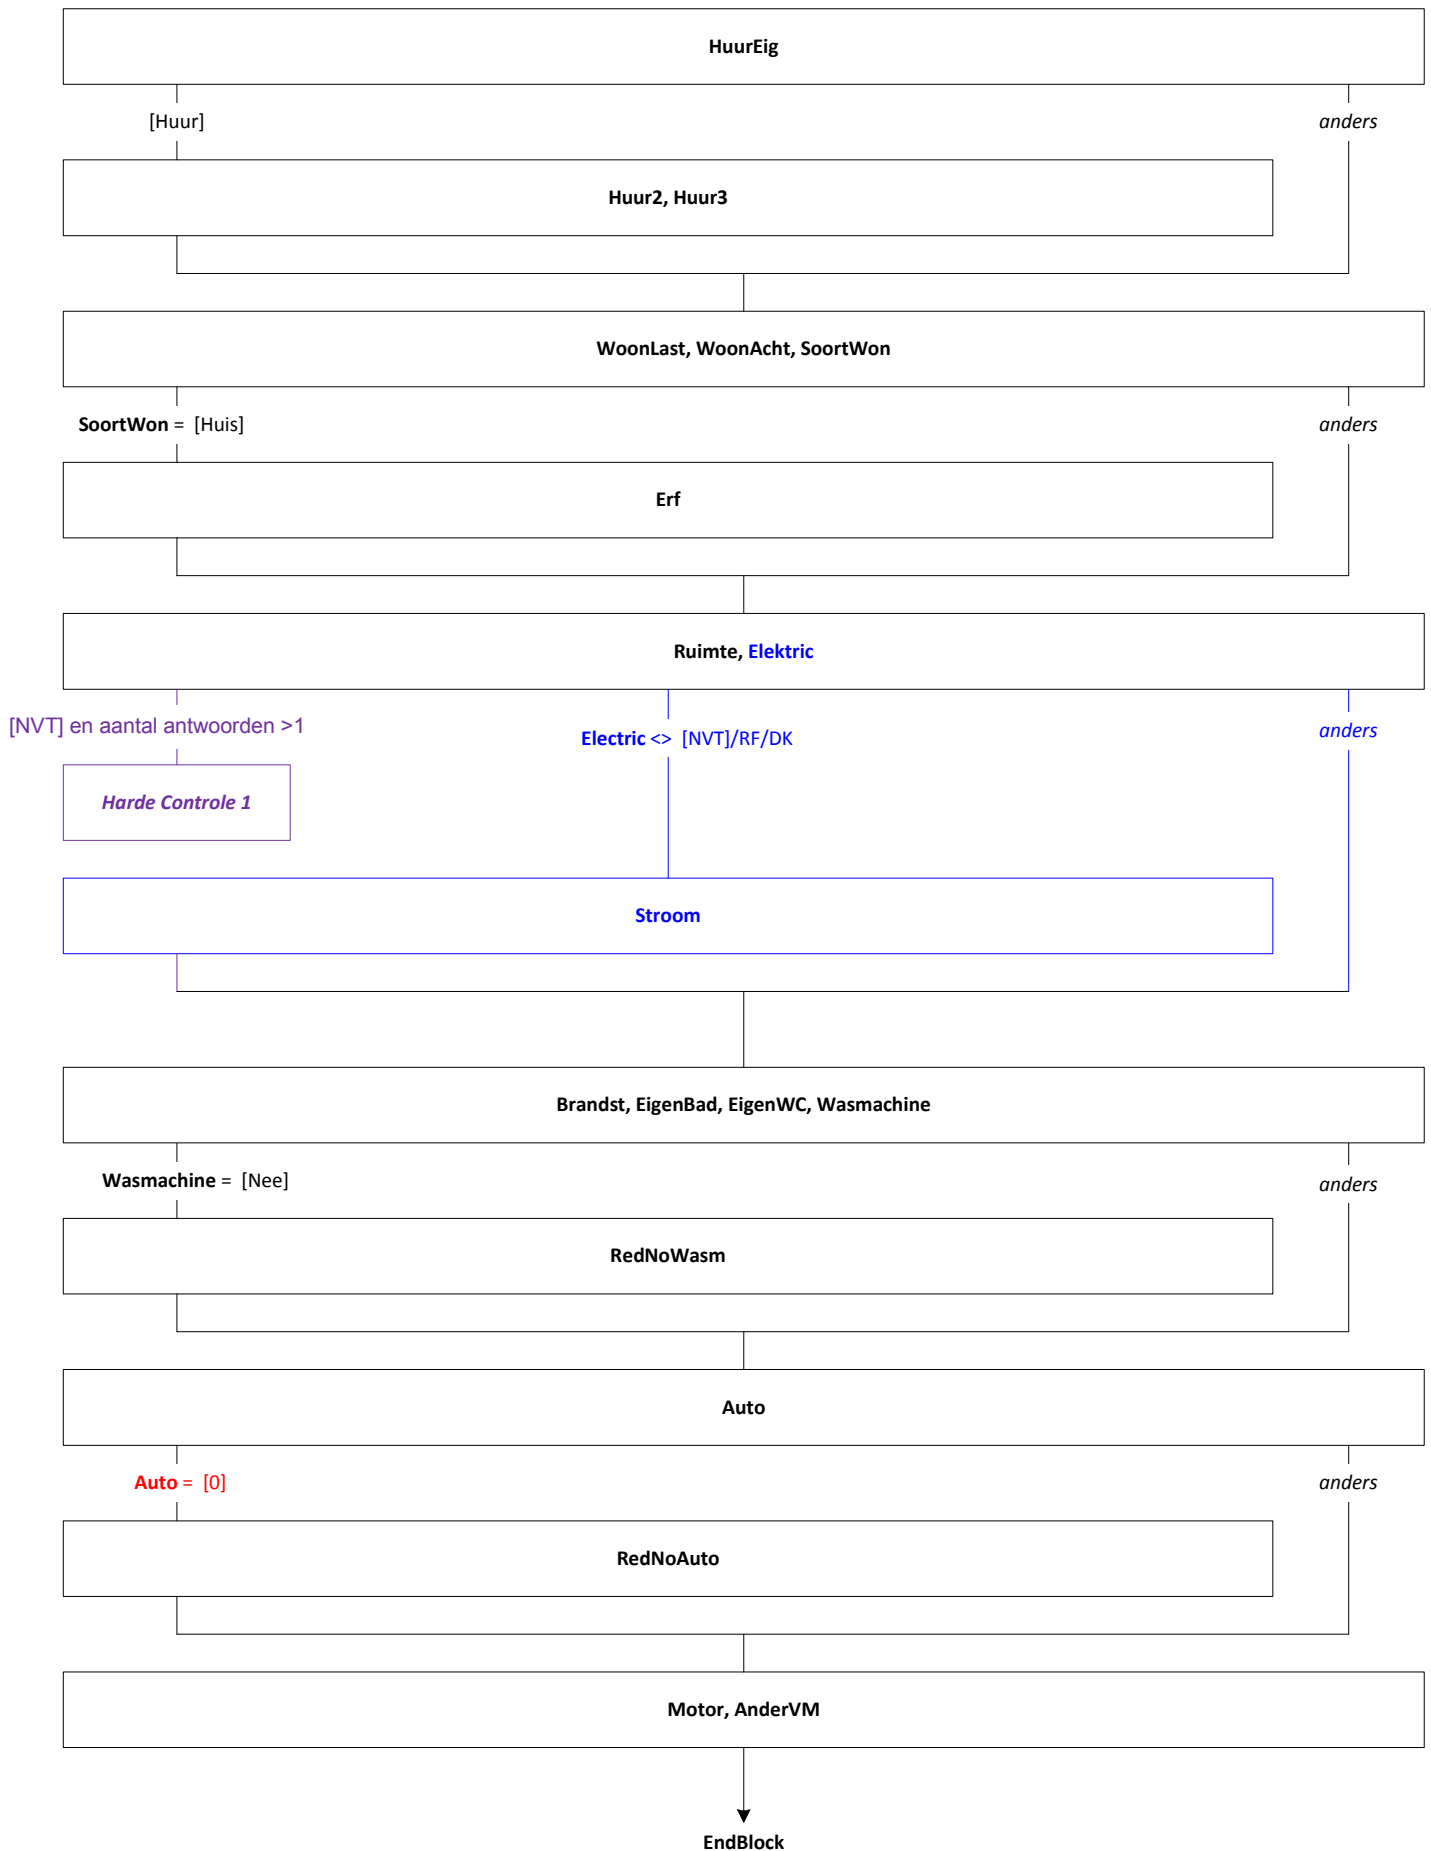 HuurEig
[Huur]
anders
Huur2, Huur3
WoonLast, WoonAcht, SoortWon
SoortWon = [Huis]
anders
Erf
Ruimte, Elektric
[NVT] en aantal antwoorden >1
Electric <> [NVT]/RF/DK
anders
Harde Controle 1
Stroom
Brandst, EigenBad, EigenWC, Wasmachine
Wasmachine = [Nee]
anders
RedNoWasm
Auto
Auto = [0]
anders
RedNoAuto
Motor, AnderVM
EndBlock